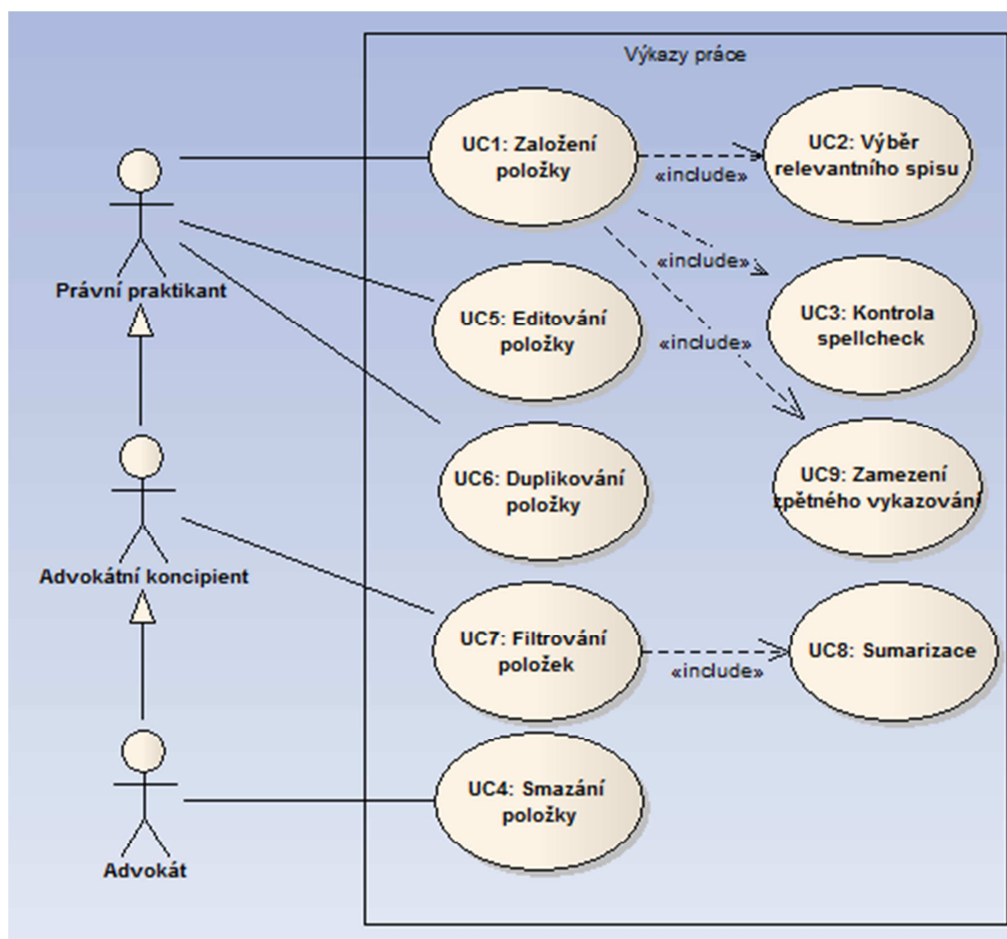 Výkazy práce
UC1: Založení
položky
«include»
UC2: Výběr
relevantního spisu
Právní praktikant
«include»
UC3: Kontrola
spellcheck
UC5: Editování
položky
«include»
UC6: Duplikování
položky
UC9: Zamezení
zpětného vykazování
Advokátní koncipient
UC7: Filtrování
položek
«include»
UC8: Sumarizace
UC4: Smazání
položky
Advokát